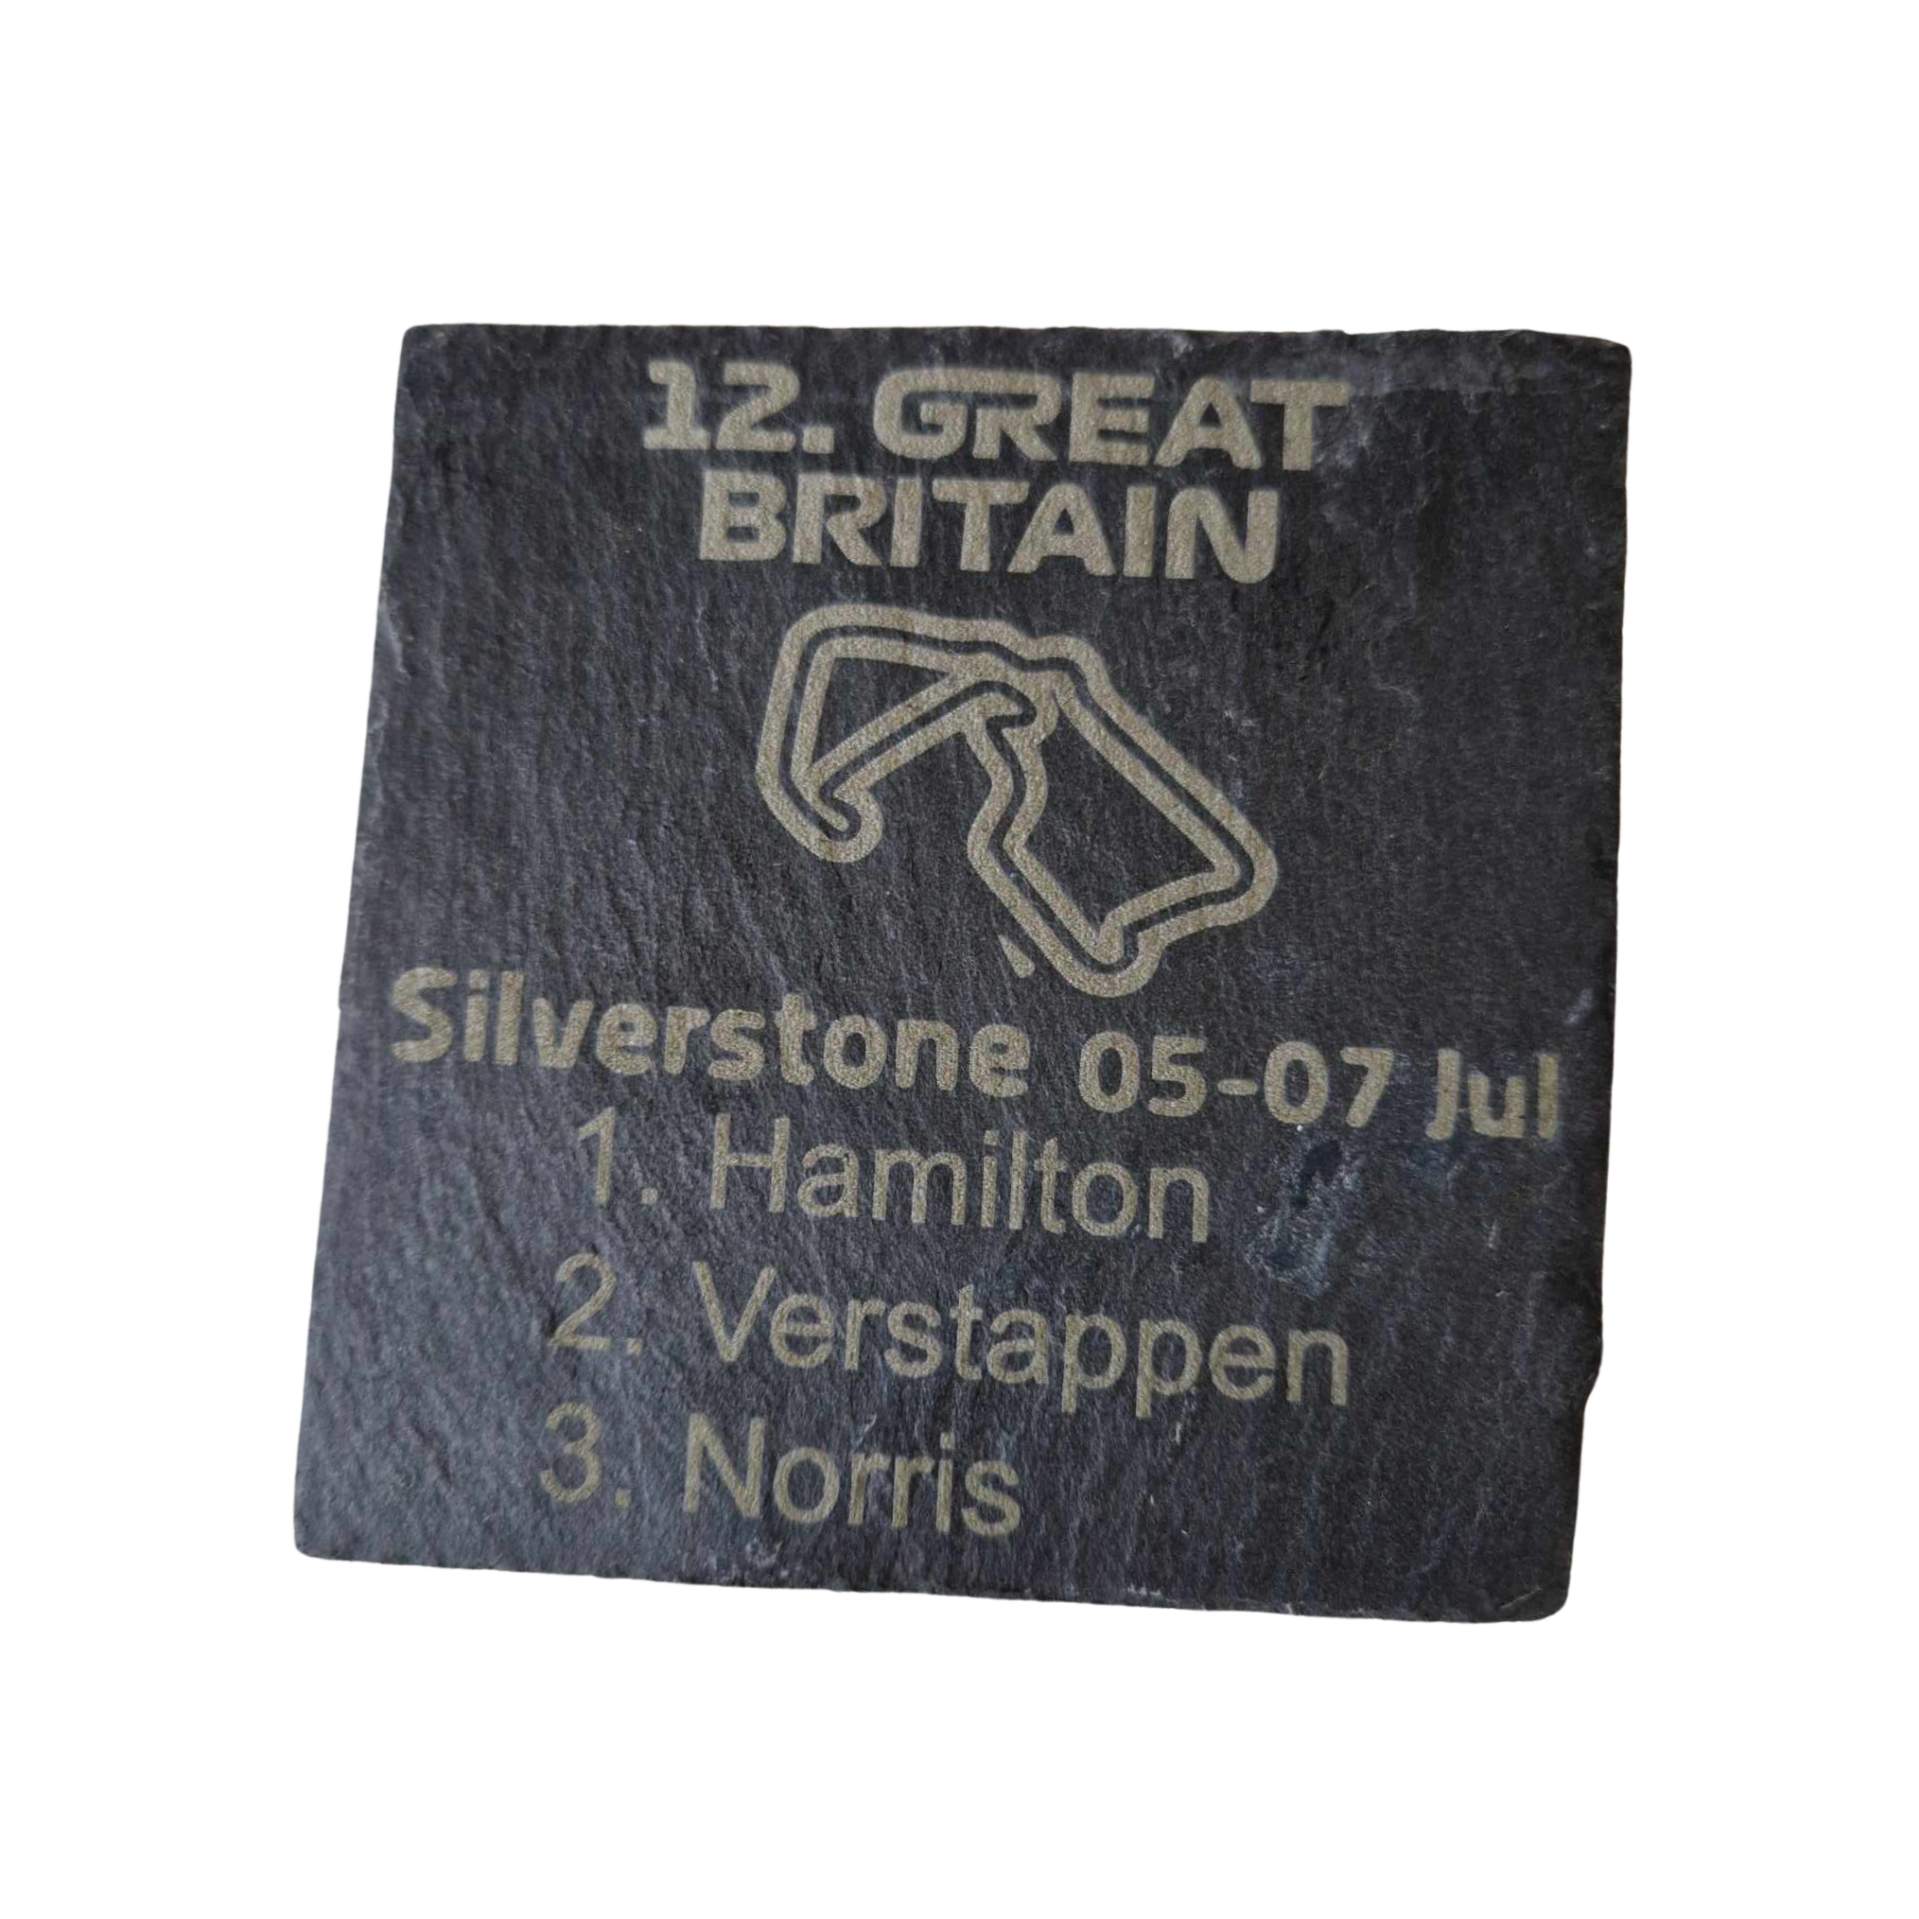 12. GREAT
BRITAIN
Silverstone 05-07 Jul
1. Hamilton
2. Verstappen
3. Norris